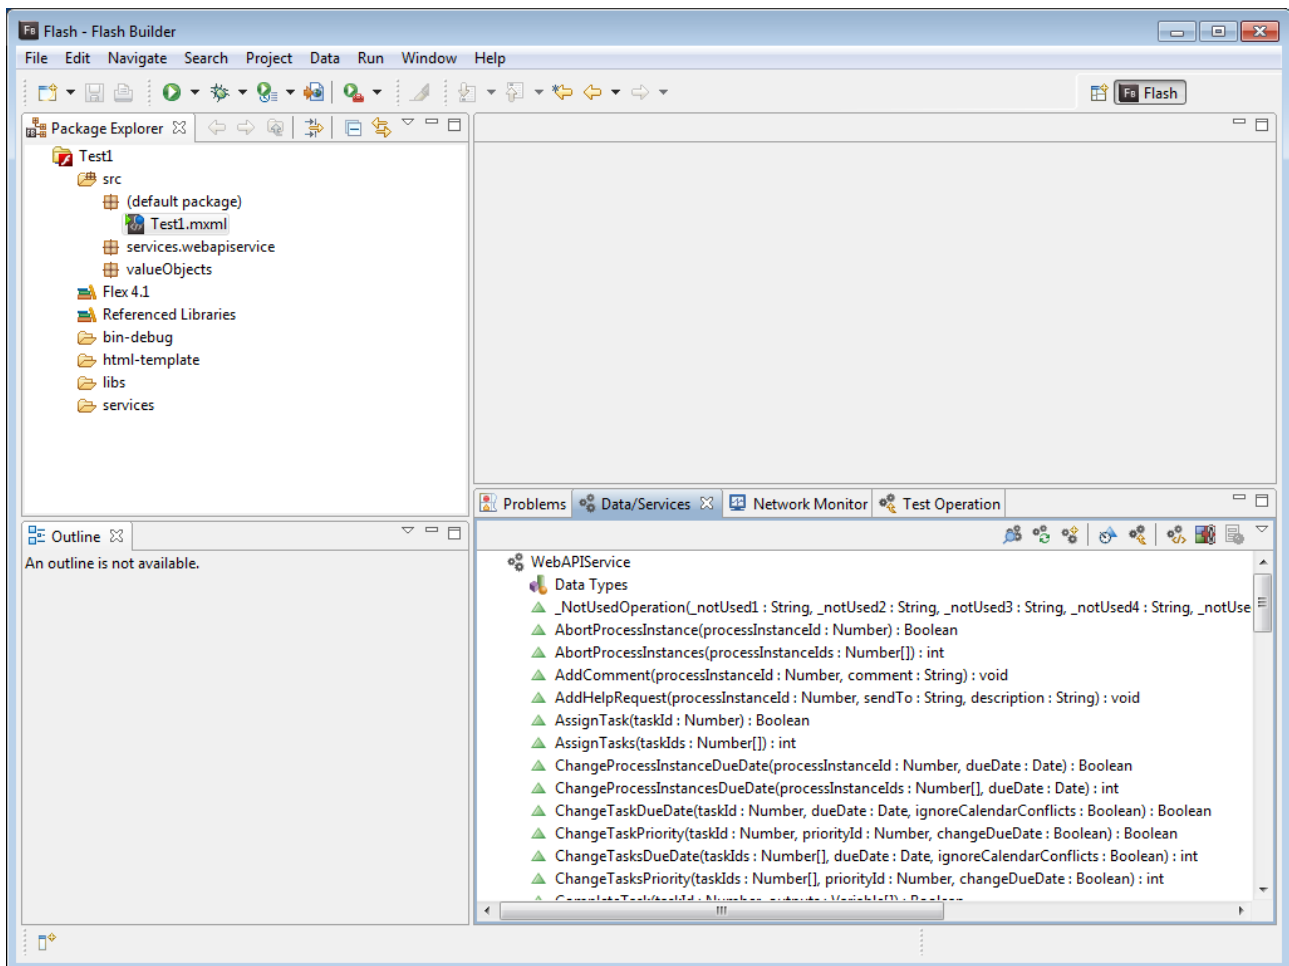 Flash - Flash Builder
File Edit Navigate Search Project Data Run Window Help
Flash
Package Explorer
Test1
src
(default package)
Test1.mxml
services.webapiservice
valueObjects
Flex 4.1
Referenced Libraries
bin-debug
html-template
libs
services
Problems Data/Services Network Monitor Test Operation
Outline
An outline is not available.
WebAPIService
Data Types
_NotUsedOperation(_notUsed1 : String, _notUsed2 : String, _notUsed3 : String, _notUsed4 : String, _notUse
AbortProcessInstance(processInstanceId : Number) : Boolean
AbortProcessInstances(processInstanceIds : Number[]) : int
AddComment(processInstanceId : Number, comment : String) : void
AddHelpRequest(processInstanceId : Number, sendTo : String, description : String) : void
AssignTask(taskId : Number) : Boolean
AssignTasks(taskIds : Number[]) : int
ChangeProcessInstanceDueDate(processInstanceId : Number, dueDate : Date) : Boolean
ChangeProcessInstancesDueDate(processInstanceIds : Number[], dueDate : Date) : int
ChangeTaskDueDate(taskId : Number, dueDate : Date, ignoreCalendarConflicts : Boolean) : Boolean
ChangeTaskPriority(taskId : Number, priorityId : Number, changeDueDate : Boolean) : Boolean
ChangeTasksDueDate(taskIds : Number[], dueDate : Date, ignoreCalendarConflicts : Boolean) : int
ChangeTasksPriority(taskIds : Number[], priorityId : Number, changeDueDate : Boolean) : int